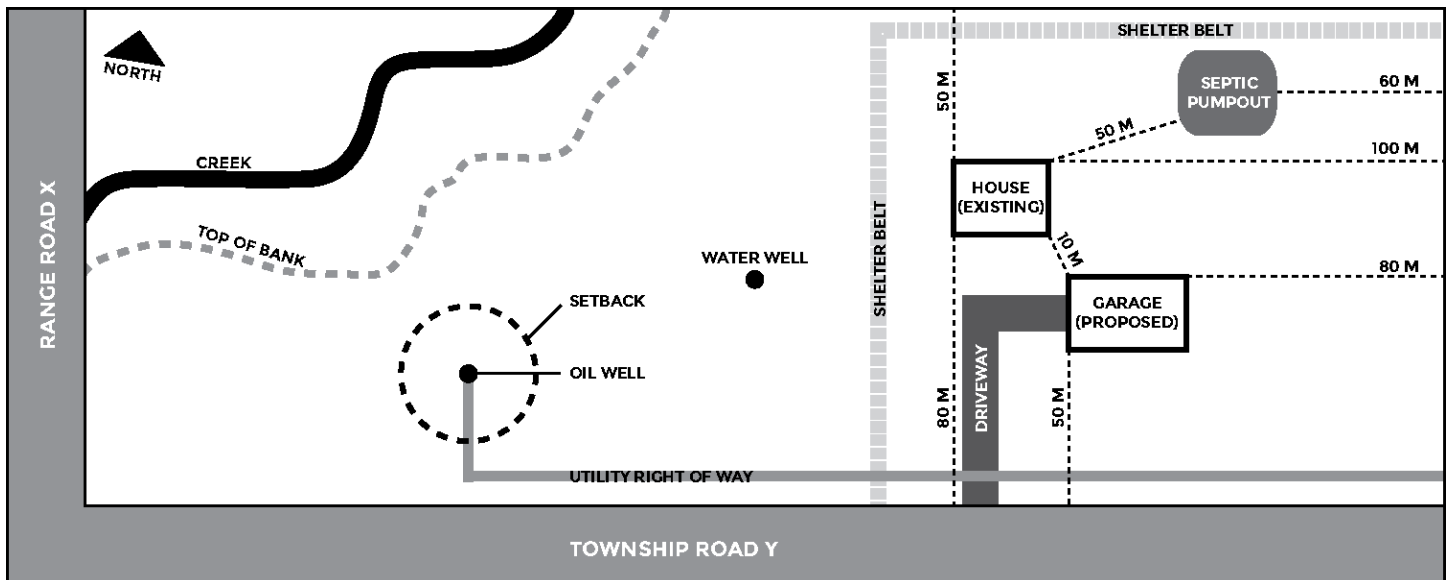 SHELTER BELT
NORTH
50 M
SEPTIC
PUMPOUT
60 M
50 M
100 M
CREEK
HOUSE
(EXISTING)
RANGE ROAD X
TOP OF BANK
SHELTER BELT
10 M
WATER WELL
80 M
SETBACK
GARAGE
(PROPOSED)
OIL WELL
80 M
DRIVEWAY
50 M
UTILITY RIGHT OF WAY
TOWNSHIP ROAD Y